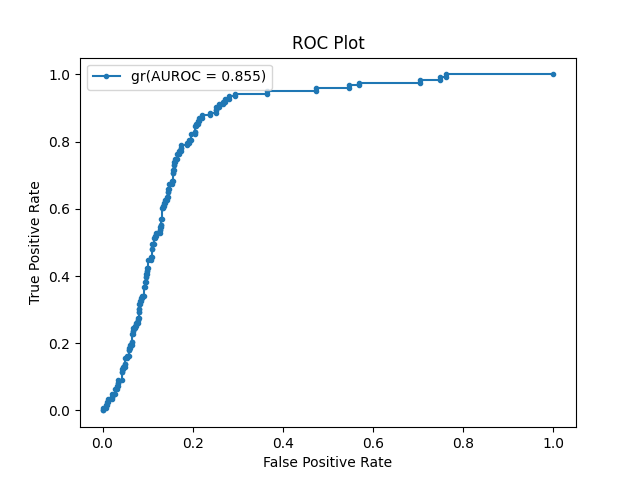 ROC Plot
gr(AUROC = 0.855)
1.0
0.8
0.6
0.4
0.2
0.0
True Positive Rate
0.0 0.2 0.4 0.6 0.8 1.0
False Positive Rate